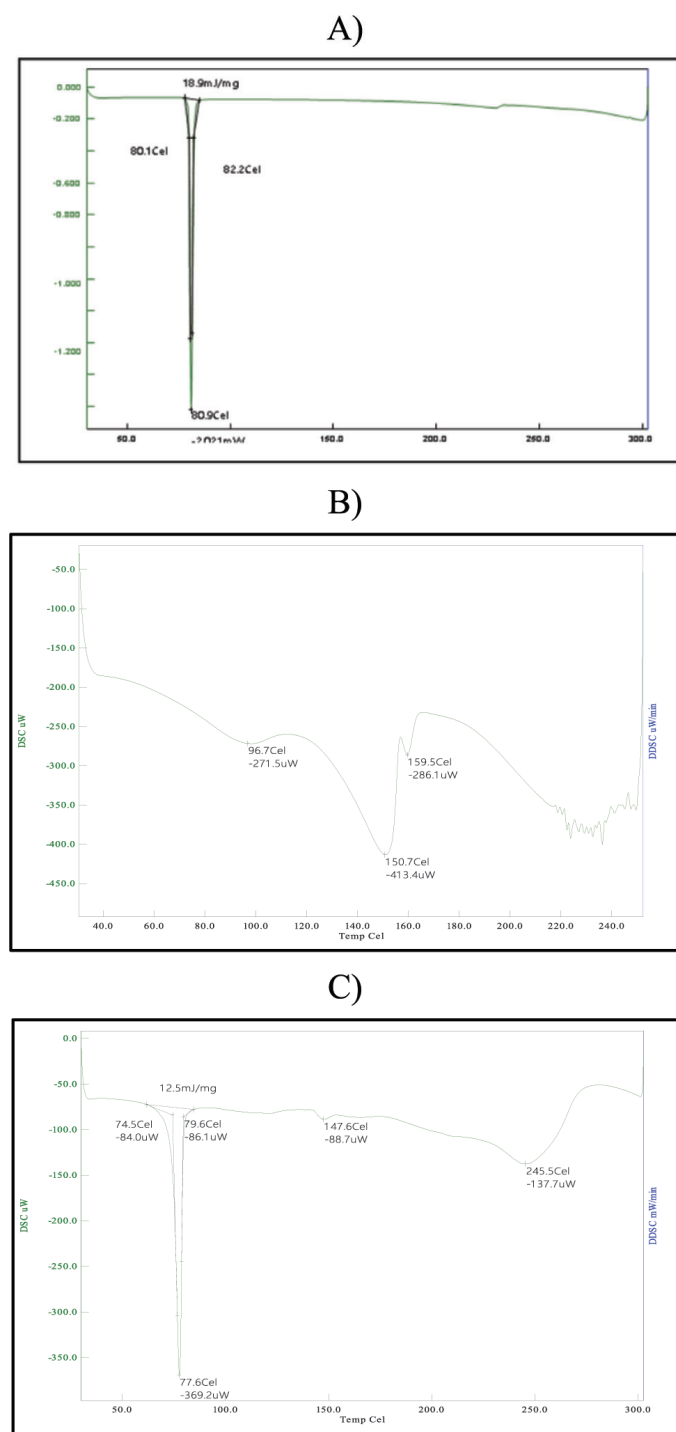 A)
0.000
18.9mJ/mg
-0.200
80.1Cel
82.2Cel
-0.600
-0.800
-1.000
-1.200
80.9Cel
50.0
-2.021mW
150.0
200.0
250.0
300.0
B)
-50.0
-100.0
-150.0
-200.0
-250.0
-300.0
-350.0
-400.0
-450.0
DSC uW
DDSC uW/min
96.7Cel
-271.5uW
159.5Cel
-286.1uW
150.7Cel
-413.4uW
40.0 60.0 80.0 100.0 120.0 140.0 160.0 180.0 200.0 220.0 240.0
Temp Cel
C)
0.0
-50.0
-100.0
-150.0
-200.0
-250.0
-300.0
-350.0
DSC uW
DDSC mW/min
12.5mJ/mg
74.5Cel
-84.0uW
79.6Cel
-86.1uW
147.6Cel
-88.7uW
245.5Cel
-137.7uW
77.6Cel
-369.2uW
50.0 100.0 150.0 200.0 250.0 300.0
Temp Cel